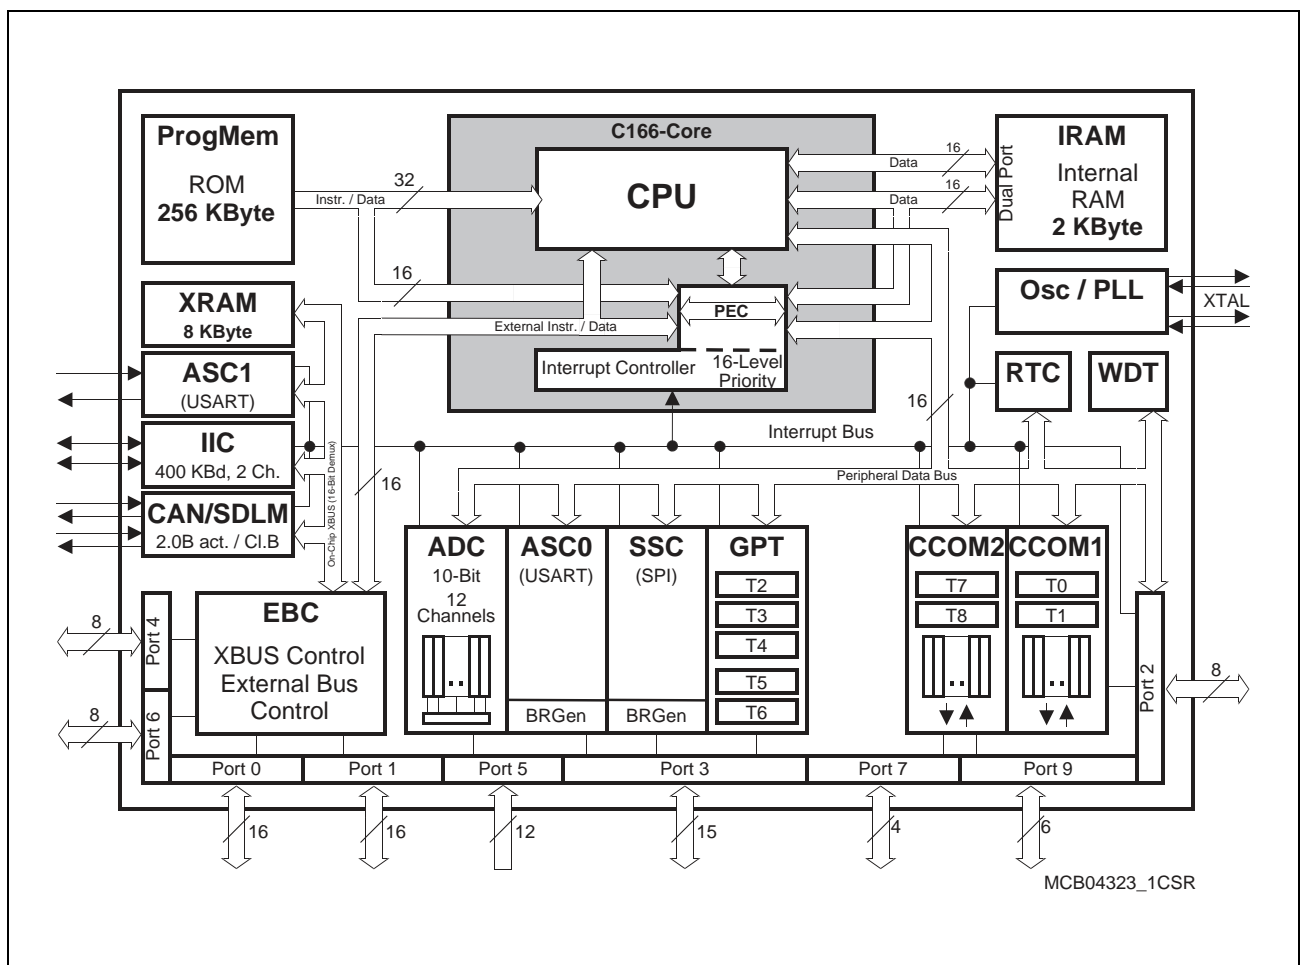 C166-Core
ProgMem
ROM
256 KByte
32
Instr. / Data
CPU
16
Data
16
Data
Dual Port
IRAM
Internal
RAM
2 KByte
16
XRAM
8 KByte
External Instr. / Data
PEC
Interrupt Controller
16-Level
Priority
Osc / PLL
XTAL
ASC1
(USART)
RTC
WDT
16
IIC
400 KBd, 2 Ch.
Interrupt Bus
On-Chip XBUS (16-Bit Demux)
16
Peripheral Data Bus
CAN/SDLM
2.0B act. / Cl.B
ADC
10-Bit
12
Channels
ASC0
(USART)
BRGen
SSC
(SPI)
BRGen
GPT
T2
T3
T4
T5
T6
CCOM2
T7
T8
CCOM1
T0
T1
EBC
XBUS Control
External Bus
Control
8
Port 4
8
Port 6
Port 2
8
Port 0
Port 1
Port 5
Port 3
Port 7
Port 9
16
16
12
15
4
6
MCB04323_1CSR